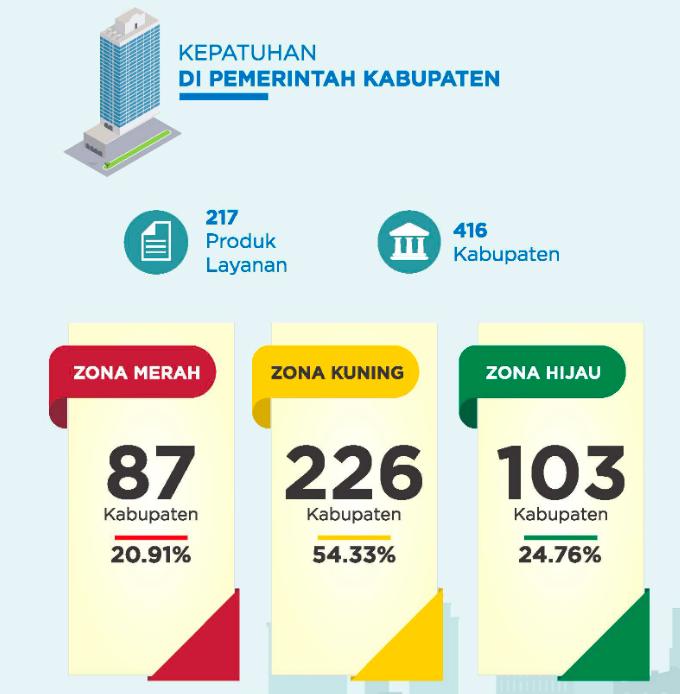 KEPATUHAN
DI PEMERINTAH KABUPATEN
217
Produk
Layanan
416
Kabupaten
ZONA MERAH
87
Kabupaten
20.91%
ZONA KUNING
226
Kabupaten
54.33%
ZONA HIJAU
103
Kabupaten
24.76%